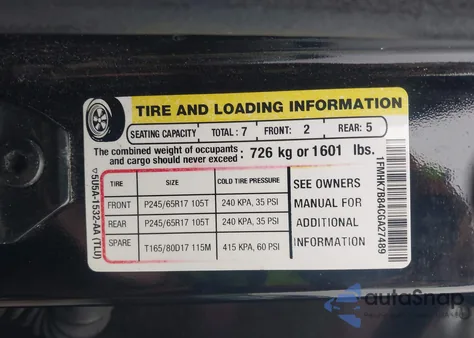 TIRE AND LOADING INFORMATION
SEATING CAPACITY TOTAL : 7 FRONT: 2 REAR: 5
The combined weight of occupants and cargo should never exceed : 726 kg or 1601 lbs.
TIRE SIZE COLD TIRE PRESSURE
FRONT P245/65R17 105T 240 KPA, 35 PSI
REAR P245/65R17 105T 240 KPA, 35 PSI
SPARE T165/80D17 115M 415 KPA, 60 PSI
SEE OWNERS
MANUAL FOR
ADDITIONAL
INFORMATION
5U5A-1532-AA (TLU)
1FMHK7B84CGA27489
autoSnap